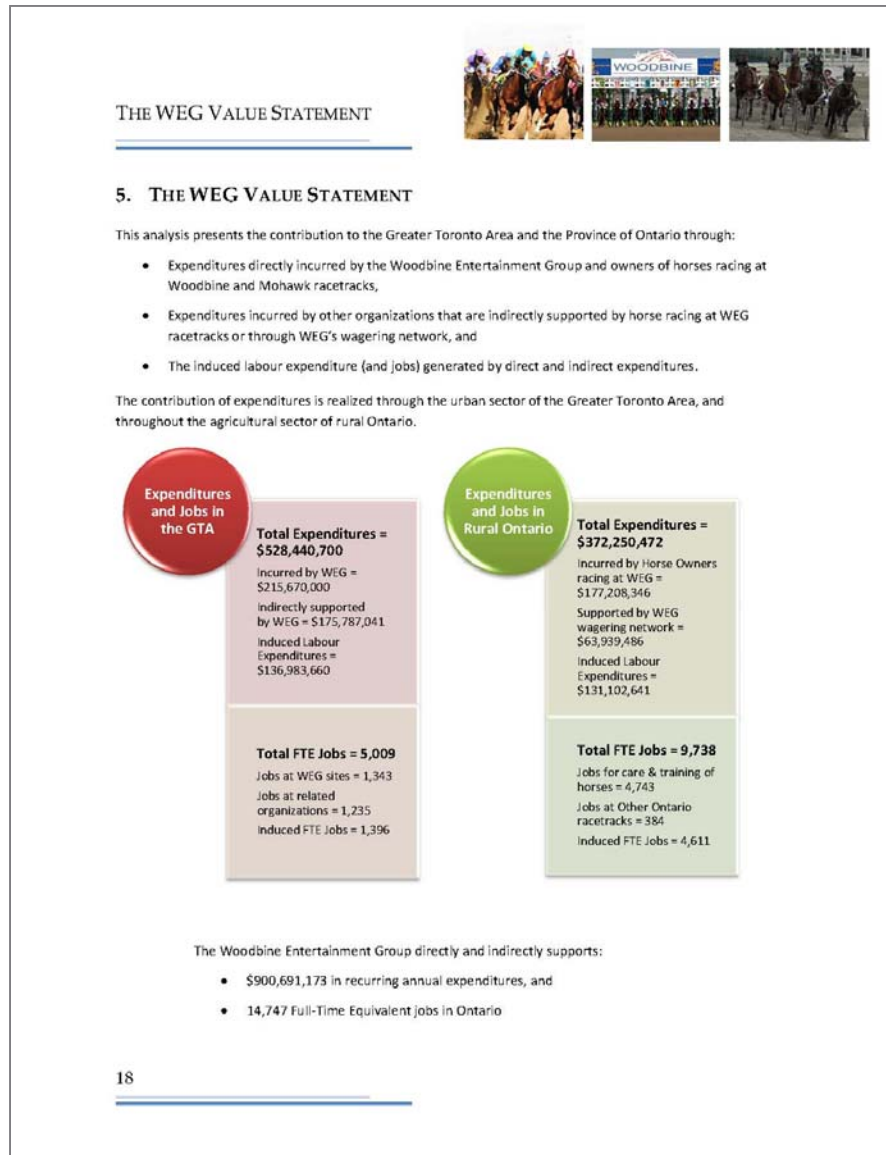 WOODBINE
THE WEG VALUE STATEMENT
5. THE WEG VALUE STATEMENT
This analysis presents the contribution to the Greater Toronto Area and the Province of Ontario through:
• Expenditures directly incurred by the Woodbine Entertainment Group and owners of horses racing at
Woodbine and Mohawk racetracks,
• Expenditures incurred by other organizations that are indirectly supported by horse racing at WEG
racetracks or through WEG's wagering network, and
• The induced labour expenditure (and jobs) generated by direct and indirect expenditures.
The contribution of expenditures is realized through the urban sector of the Greater Toronto Area, and
throughout the agricultural sector of rural Ontario.
Expenditures
and Jobs in
the GTA
Total Expenditures =
$528,440,700
Incurred by WEG =
$215,670,000
Indirectly supported
by WEG = $175,787,041
Induced Labour
Expenditures =
$136,983,660
Total FTE Jobs = 5,009
Jobs at WEG sites = 1,343
Jobs at related
organizations = 1,235
Induced FTE Jobs = 1,396
Expenditures
and Jobs in
Rural Ontario
Total Expenditures =
$372,250,472
Incurred by Horse Owners
racing at WEG =
$177,208,346
Supported by WEG
wagering network =
$63,939,486
Induced Labour
Expenditures =
$131,102,641
Total FTE Jobs = 9,738
Jobs for care & training of
horses = 4,743
Jobs at Other Ontario
racetracks = 384
Induced FTE Jobs = 4,611
The Woodbine Entertainment Group directly and indirectly supports:
• $900,691,173 in recurring annual expenditures, and
• 14,747 Full-Time Equivalent jobs in Ontario
18